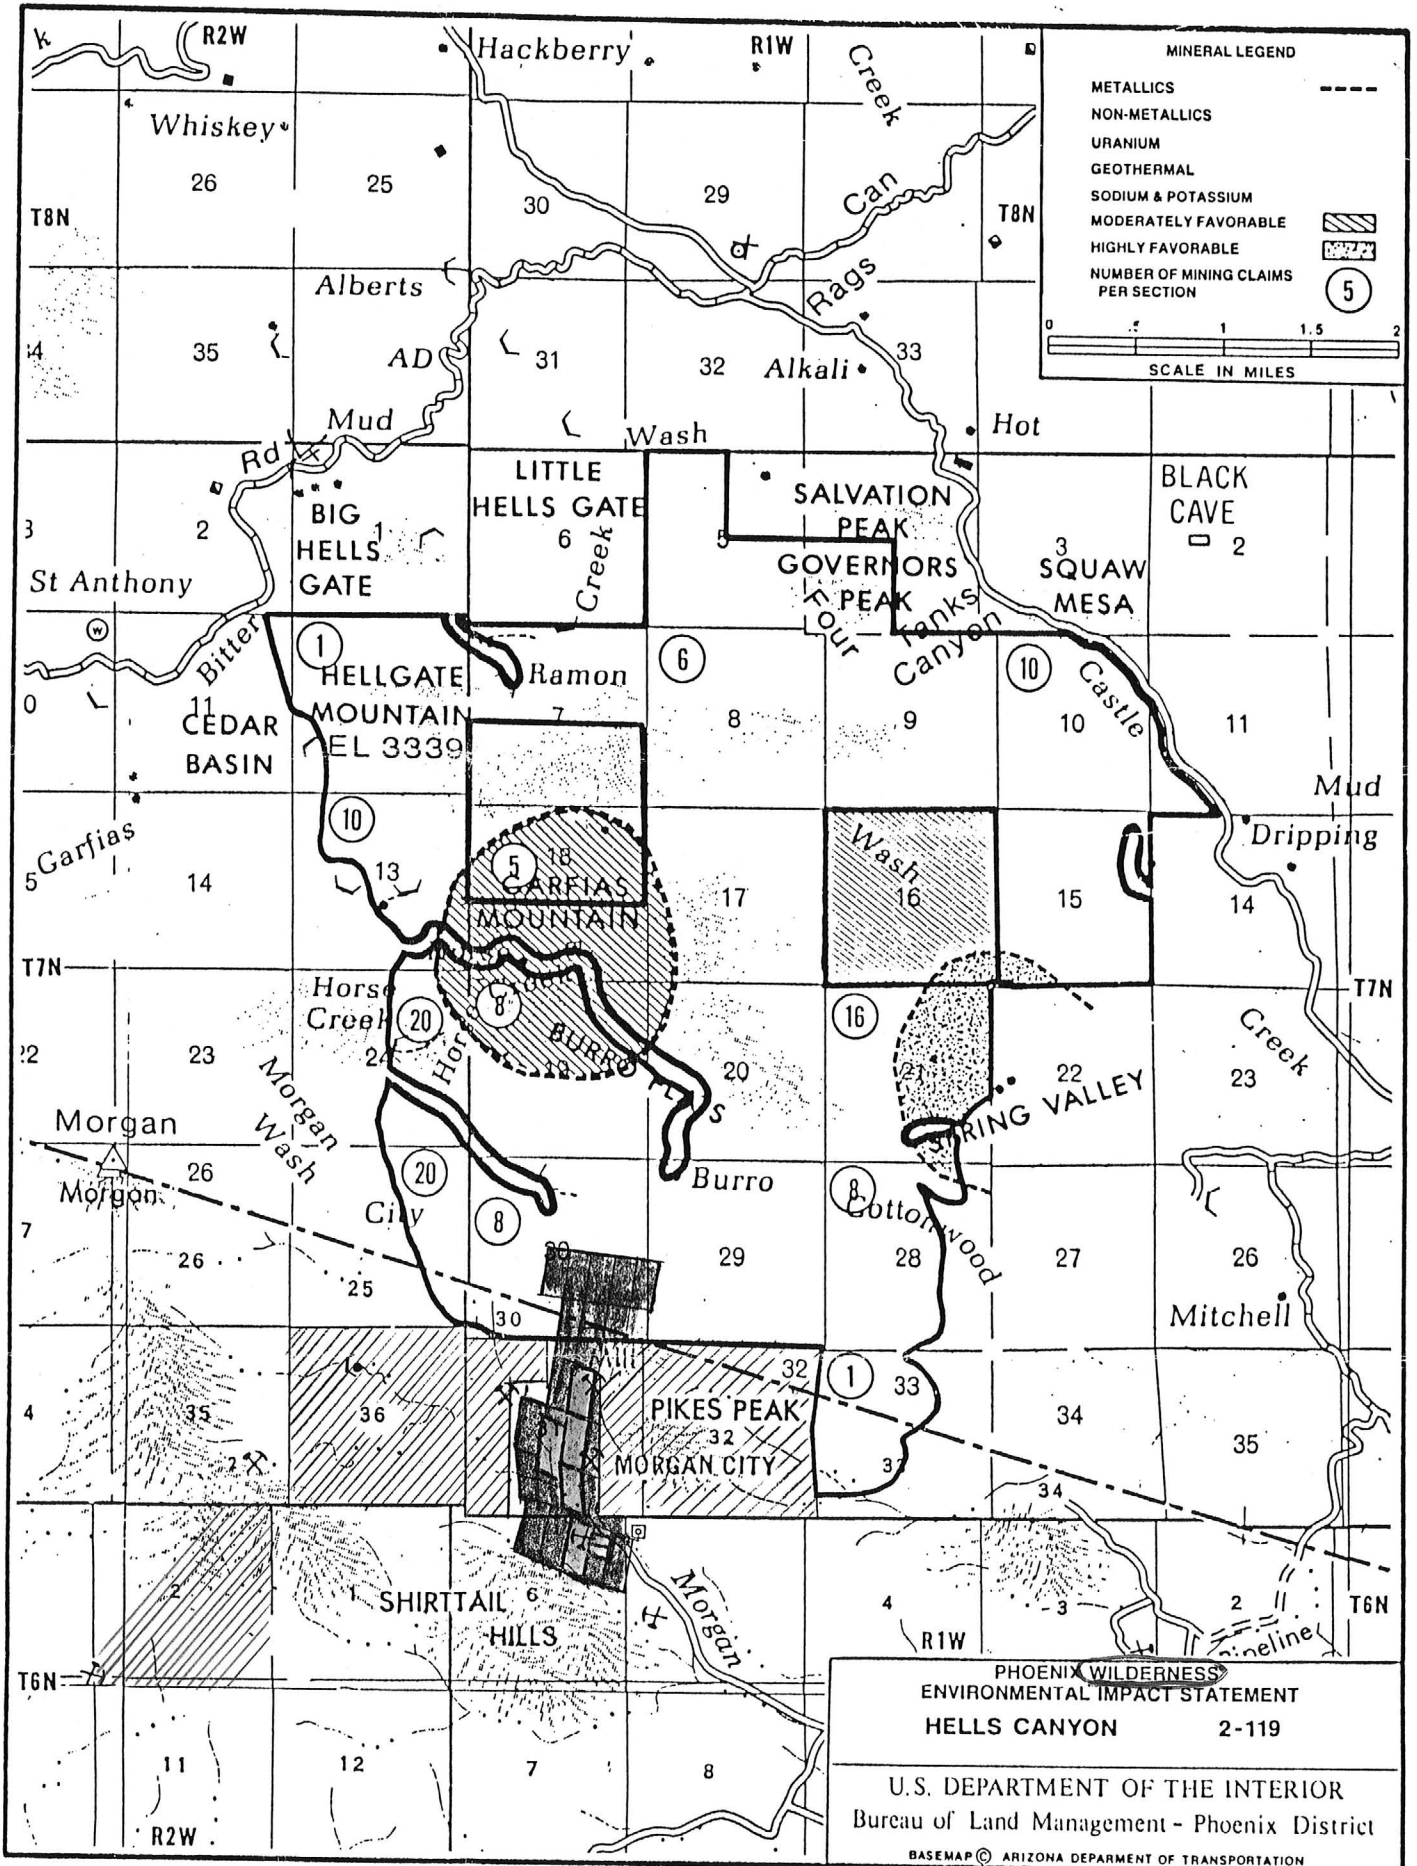 k
R2W
Hackberry
R1W
Creek
MINERAL LEGEND
METALLICS
NON-METALLICS
URANIUM
GEOTHERMAL
SODIUM & POTASSIUM
MODERATELY FAVORABLE
HIGHLY FAVORABLE
NUMBER OF MINING CLAIMS
PER SECTION
5
0 .5 1 1.5 2
SCALE IN MILES
Whiskey
26
25
30
29
Can
T8N
T8N
Alberts
Rags
35
AD
31
32
Alkali
33
Mud
Wash
Hot
Rd
LITTLE
HELLS GATE
SALVATION
PEAK
BLACK
CAVE
BIG
HELLS
GATE
2
1
6
5
3
2
Creek
GOVERNORS
PEAK
SQUAW
MESA
St Anthony
W
Four
Tanks
Canyon
Bitter
1
6
10
HELLGATE
MOUNTAIN
EL 3339
Ramon
Castle
0
11
7
8
9
10
11
CEDAR
BASIN
Mud
10
Wash
Dripping
Garfias
5
14
13
5
18
17
16
15
14
GARFIAS
MOUNTAIN
T7N
T7N
Horse
Creek
20
8
16
Creek
22
23
24
BURRO
19
20
21
22
23
FLATS
SPRING VALLEY
Morgan
Wash
Morgan
Morgan
26
20
Burro
8
City
8
Cottonwood
7
26
25
30
29
28
27
26
30
Mitchell
32
1
33
4
35
36
PIKES PEAK
32
MORGAN CITY
34
35
2
34
2
1
SHIRTTAIL
HILLS
6
Morgan
4
3
2
T6N
R1W
Pipeline
T6N
PHOENIX WILDERNESS
ENVIRONMENTAL IMPACT STATEMENT
HELLS CANYON 2-119
11
12
7
8
U.S. DEPARTMENT OF THE INTERIOR
Bureau of Land Management - Phoenix District
R2W
BASEMAP © ARIZONA DEPARMENT OF TRANSPORTATION